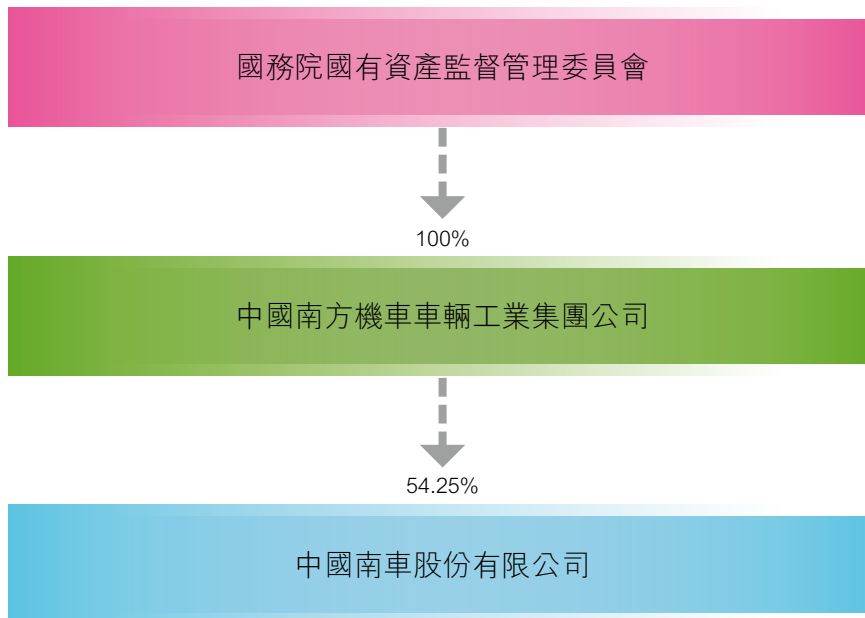 國務院國有資產監督管理委員會
100%
中國南方機車車輛工業集團公司
54.25%
中國南車股份有限公司